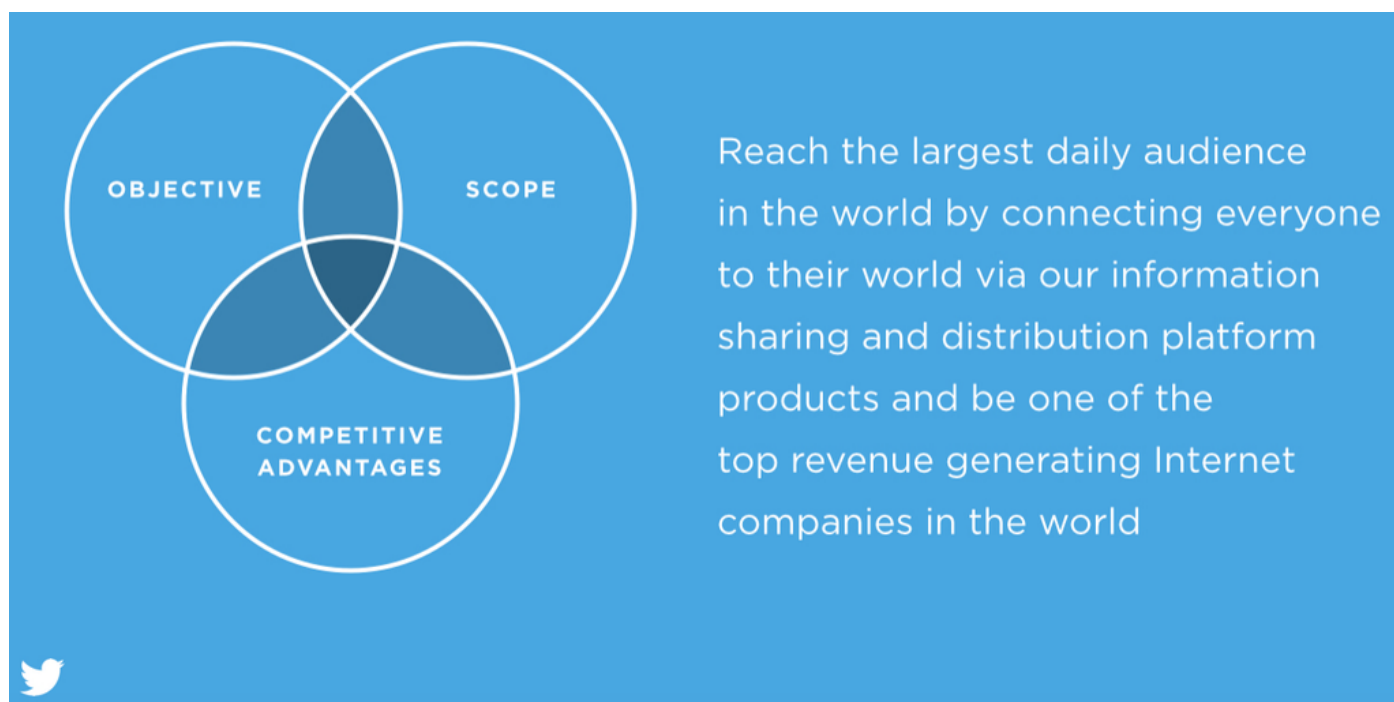 OBJECTIVE
SCOPE
COMPETITIVE
ADVANTAGES
Reach the largest daily audience
in the world by connecting everyone
to their world via our information
sharing and distribution platform
products and be one of the
top revenue generating Internet
companies in the world